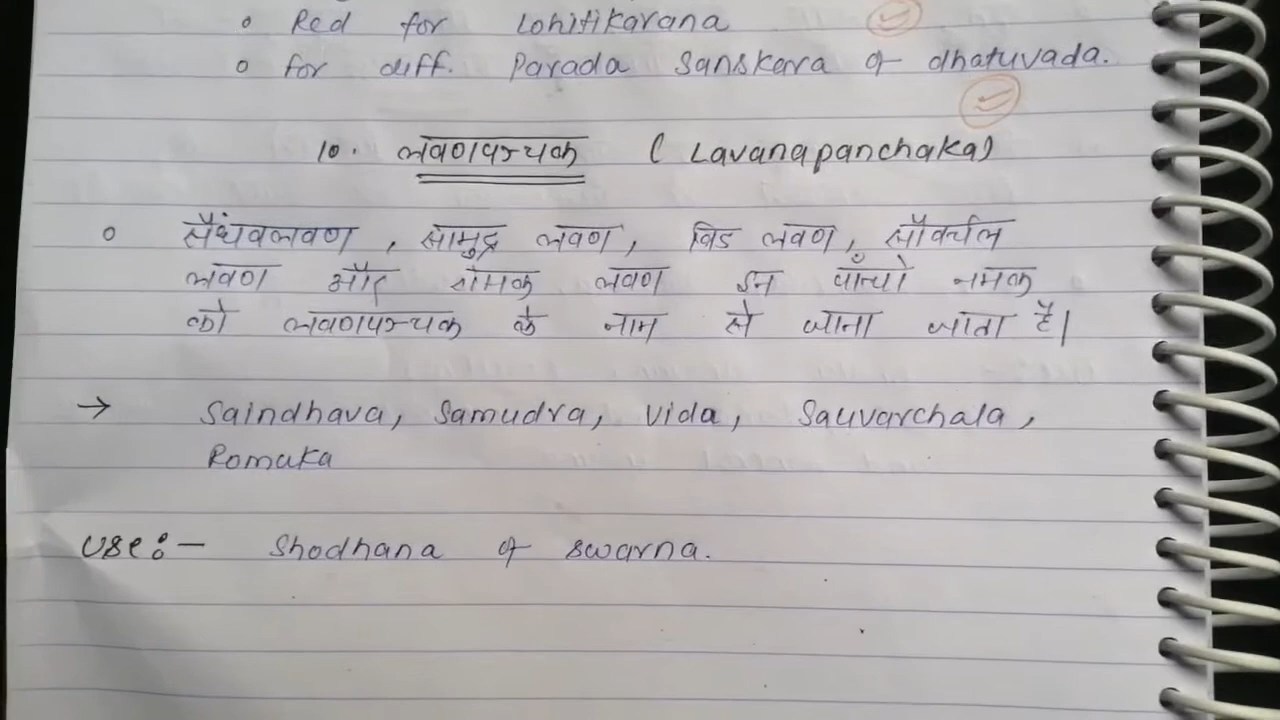 o Red for Lohitikarana
o for diff. Parada Sanskara of dhatuvada.
10. लवणपञ्चक ( Lavanapanchaka)
o सैंधवलवण , सामुद्र लवण, विड लवण, सौवर्चल
लवण और रोमक लवण इन पाँचो नमक
को लवणपञ्चक के नाम से जाना जाता है।
→ Saindhava, Samudra, Vida, Sauvarchala,
Romaka
Use:- Shodhana of swarna.